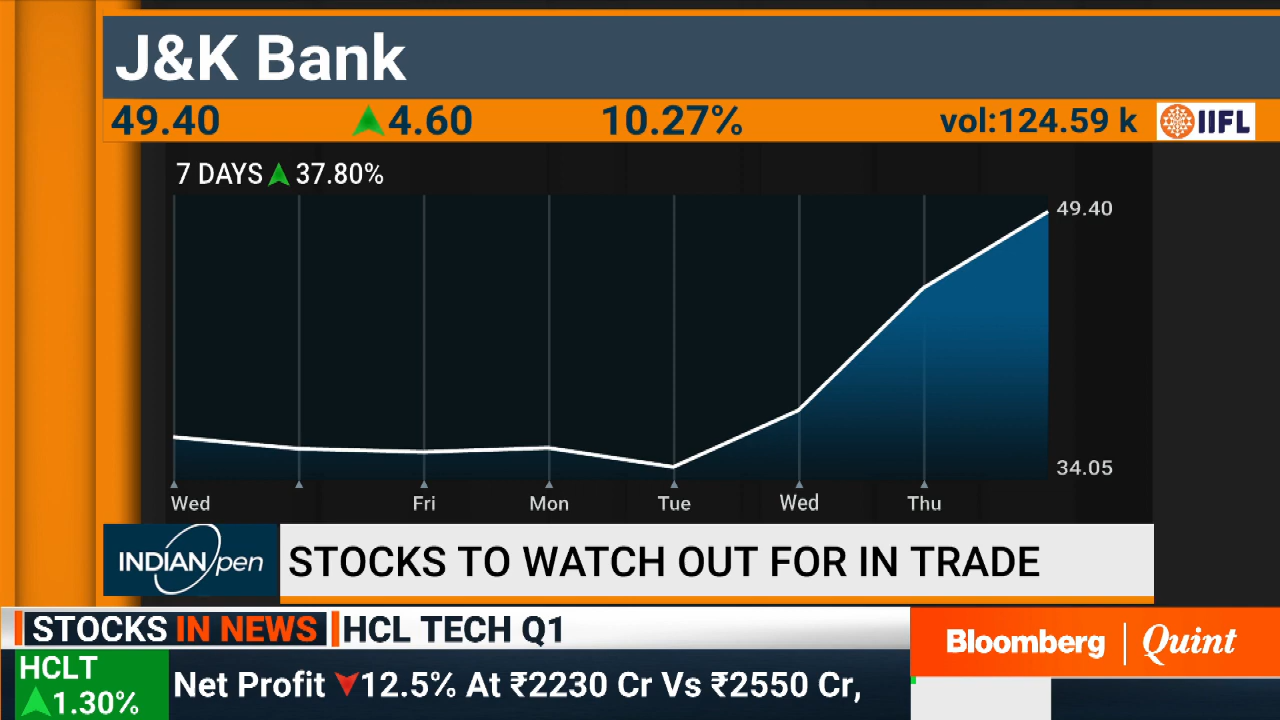 J&K Bank
49.40 4.60 10.27% vol:124.59 k IIFL
7 DAYS 37.80%
49.40
34.05
Wed Fri Mon Tue Wed Thu
INDIAN Open STOCKS TO WATCH OUT FOR IN TRADE
STOCKS IN NEWS HCL TECH Q1
Bloomberg | Quint
HCLT
1.30%
Net Profit 12.5% At ₹2230 Cr Vs ₹2550 Cr,